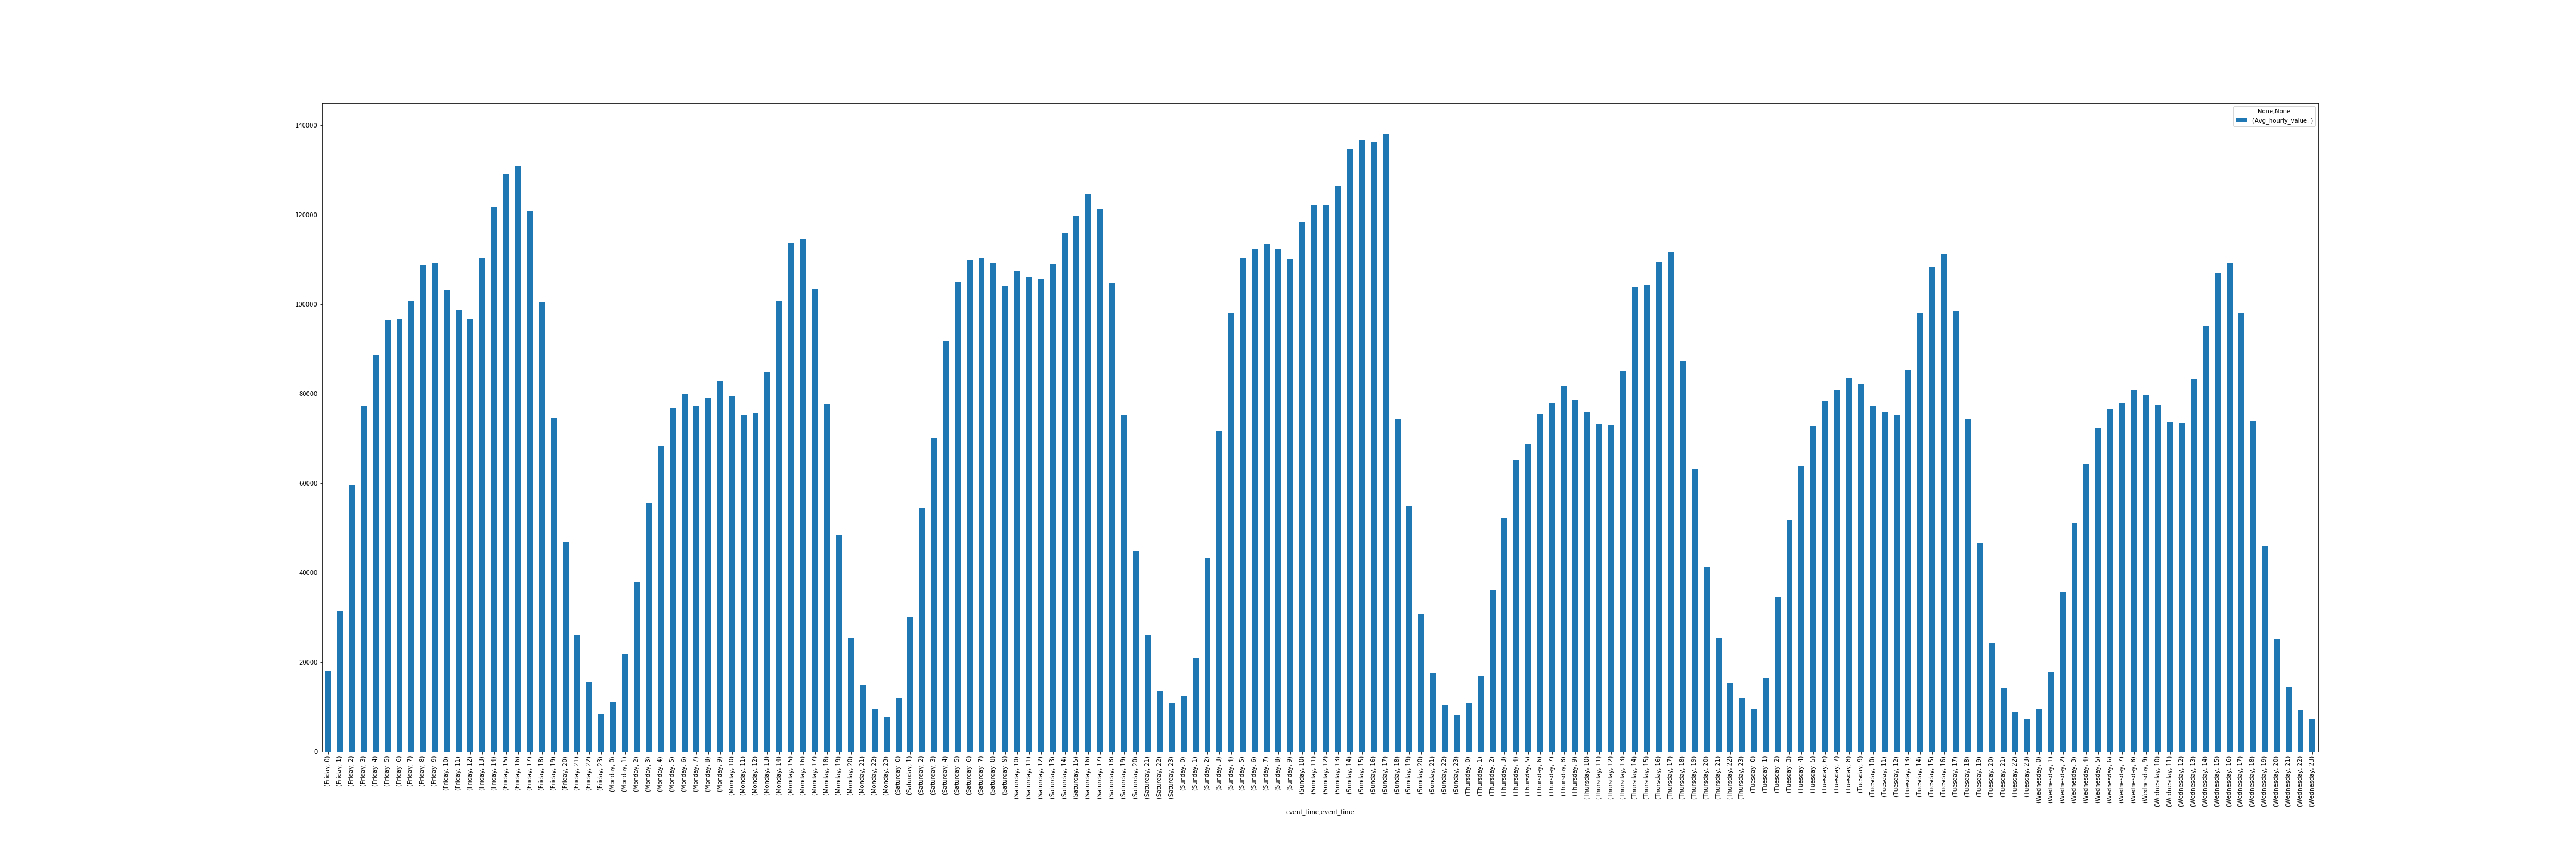 None,None
(Avg_hourly_value, )
140000
120000
100000
80000
60000
40000
20000
0
(Friday, 0)
(Friday, 1)
(Friday, 2)
(Friday, 3)
(Friday, 4)
(Friday, 5)
(Friday, 6)
(Friday, 7)
(Friday, 8)
(Friday, 9)
(Friday, 10)
(Friday, 11)
(Friday, 12)
(Friday, 13)
(Friday, 14)
(Friday, 15)
(Friday, 16)
(Friday, 17)
(Friday, 18)
(Friday, 19)
(Friday, 20)
(Friday, 21)
(Friday, 22)
(Friday, 23)
(Monday, 0)
(Monday, 1)
(Monday, 2)
(Monday, 3)
(Monday, 4)
(Monday, 5)
(Monday, 6)
(Monday, 7)
(Monday, 8)
(Monday, 9)
(Monday, 10)
(Monday, 11)
(Monday, 12)
(Monday, 13)
(Monday, 14)
(Monday, 15)
(Monday, 16)
(Monday, 17)
(Monday, 18)
(Monday, 19)
(Monday, 20)
(Monday, 21)
(Monday, 22)
(Monday, 23)
(Saturday, 0)
(Saturday, 1)
(Saturday, 2)
(Saturday, 3)
(Saturday, 4)
(Saturday, 5)
(Saturday, 6)
(Saturday, 7)
(Saturday, 8)
(Saturday, 9)
(Saturday, 10)
(Saturday, 11)
(Saturday, 12)
(Saturday, 13)
(Saturday, 14)
(Saturday, 15)
(Saturday, 16)
(Saturday, 17)
(Saturday, 18)
(Saturday, 19)
(Saturday, 20)
(Saturday, 21)
(Saturday, 22)
(Saturday, 23)
(Sunday, 0)
(Sunday, 1)
(Sunday, 2)
(Sunday, 3)
(Sunday, 4)
(Sunday, 5)
(Sunday, 6)
(Sunday, 7)
(Sunday, 8)
(Sunday, 9)
(Sunday, 10)
(Sunday, 11)
(Sunday, 12)
(Sunday, 13)
(Sunday, 14)
(Sunday, 15)
(Sunday, 16)
(Sunday, 17)
(Sunday, 18)
(Sunday, 19)
(Sunday, 20)
(Sunday, 21)
(Sunday, 22)
(Sunday, 23)
(Thursday, 0)
(Thursday, 1)
(Thursday, 2)
(Thursday, 3)
(Thursday, 4)
(Thursday, 5)
(Thursday, 6)
(Thursday, 7)
(Thursday, 8)
(Thursday, 9)
(Thursday, 10)
(Thursday, 11)
(Thursday, 12)
(Thursday, 13)
(Thursday, 14)
(Thursday, 15)
(Thursday, 16)
(Thursday, 17)
(Thursday, 18)
(Thursday, 19)
(Thursday, 20)
(Thursday, 21)
(Thursday, 22)
(Thursday, 23)
(Tuesday, 0)
(Tuesday, 1)
(Tuesday, 2)
(Tuesday, 3)
(Tuesday, 4)
(Tuesday, 5)
(Tuesday, 6)
(Tuesday, 7)
(Tuesday, 8)
(Tuesday, 9)
(Tuesday, 10)
(Tuesday, 11)
(Tuesday, 12)
(Tuesday, 13)
(Tuesday, 14)
(Tuesday, 15)
(Tuesday, 16)
(Tuesday, 17)
(Tuesday, 18)
(Tuesday, 19)
(Tuesday, 20)
(Tuesday, 21)
(Tuesday, 22)
(Tuesday, 23)
(Wednesday, 0)
(Wednesday, 1)
(Wednesday, 2)
(Wednesday, 3)
(Wednesday, 4)
(Wednesday, 5)
(Wednesday, 6)
(Wednesday, 7)
(Wednesday, 8)
(Wednesday, 9)
(Wednesday, 10)
(Wednesday, 11)
(Wednesday, 12)
(Wednesday, 13)
(Wednesday, 14)
(Wednesday, 15)
(Wednesday, 16)
(Wednesday, 17)
(Wednesday, 18)
(Wednesday, 19)
(Wednesday, 20)
(Wednesday, 21)
(Wednesday, 22)
(Wednesday, 23)
event_time,event_time